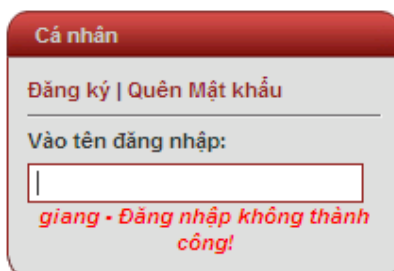 Cá nhân
Đăng ký | Quên Mật khẩu
Vào tên đăng nhập:
giang - Đăng nhập không thành
công!